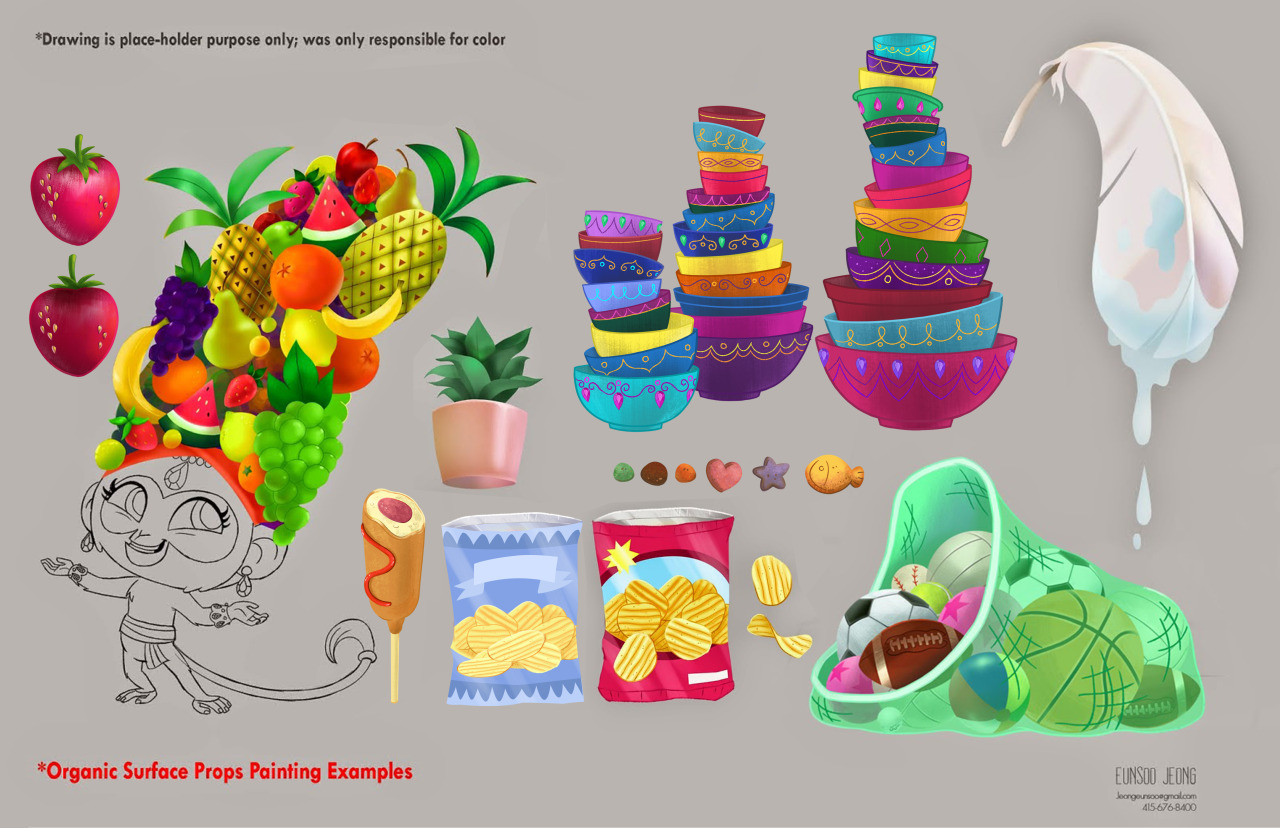 *Drawing is place-holder purpose only; was only responsible for color
*Organic Surface Props Painting Examples
EUNSOO JEONG
Jeongeunsoo@gmail.com
415-676-8400